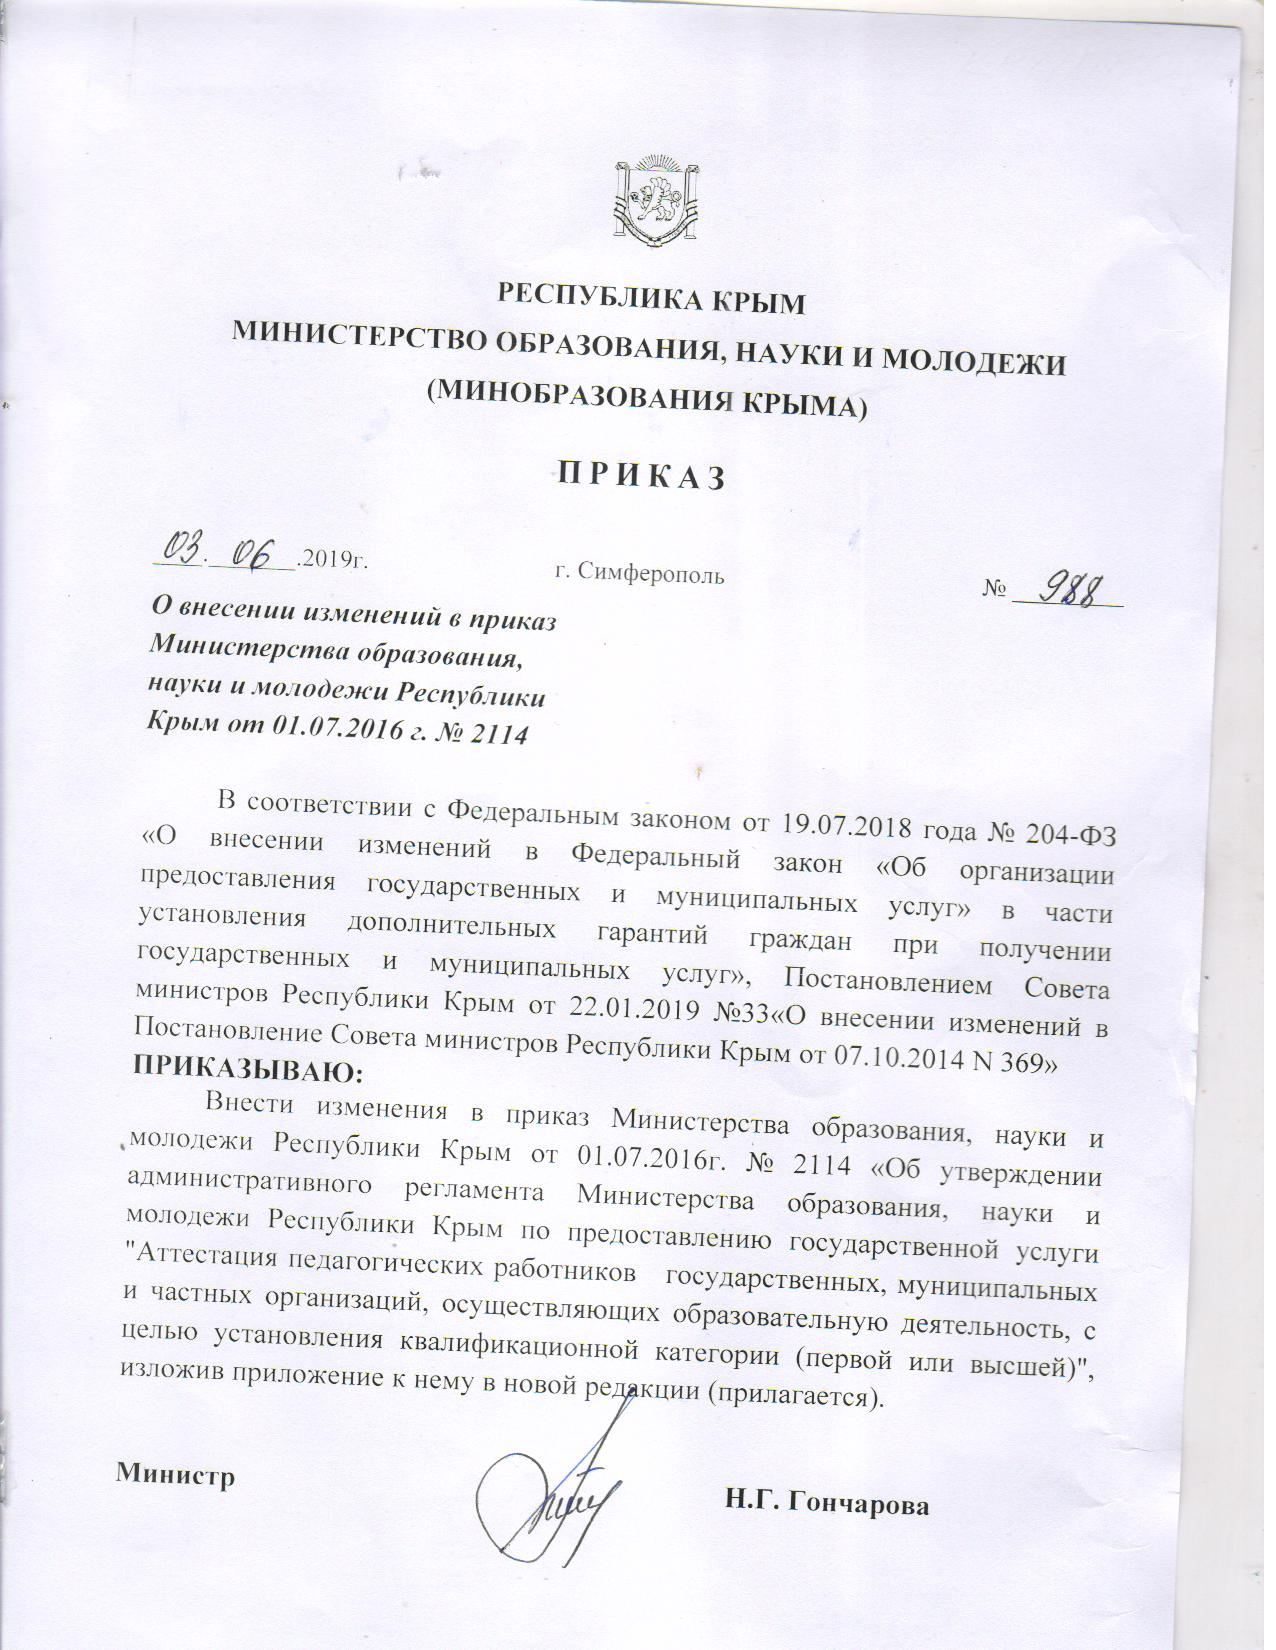 РЕСПУБЛИКА КРЫМ
МИНИСТЕРСТВО ОБРАЗОВАНИЯ, НАУКИ И МОЛОДЕЖИ
(МИНОБРАЗОВАНИЯ КРЫМА)
П Р И К А З
03.06.2019г.
г. Симферополь
№ 988
О внесении изменений в приказ
Министерства образования,
науки и молодежи Республики
Крым от 01.07.2016 г. № 2114
В соответствии с Федеральным законом от 19.07.2018 года № 204-ФЗ
«О внесении изменений в Федеральный закон «Об организации
предоставления государственных и муниципальных услуг» в части
установления дополнительных гарантий граждан при получении
государственных и муниципальных услуг», Постановлением Совета
министров Республики Крым от 22.01.2019 №33«О внесении изменений в
Постановление Совета министров Республики Крым от 07.10.2014 N 369»
ПРИКАЗЫВАЮ:
Внести изменения в приказ Министерства образования, науки и
молодежи Республики Крым от 01.07.2016г. № 2114 «Об утверждении
административного регламента Министерства образования, науки и
молодежи Республики Крым по предоставлению государственной услуги
"Аттестация педагогических работников государственных, муниципальных
и частных организаций, осуществляющих образовательную деятельность, с
целью установления квалификационной категории (первой или высшей)",
изложив приложение к нему в новой редакции (прилагается).
Министр
Н.Г. Гончарова